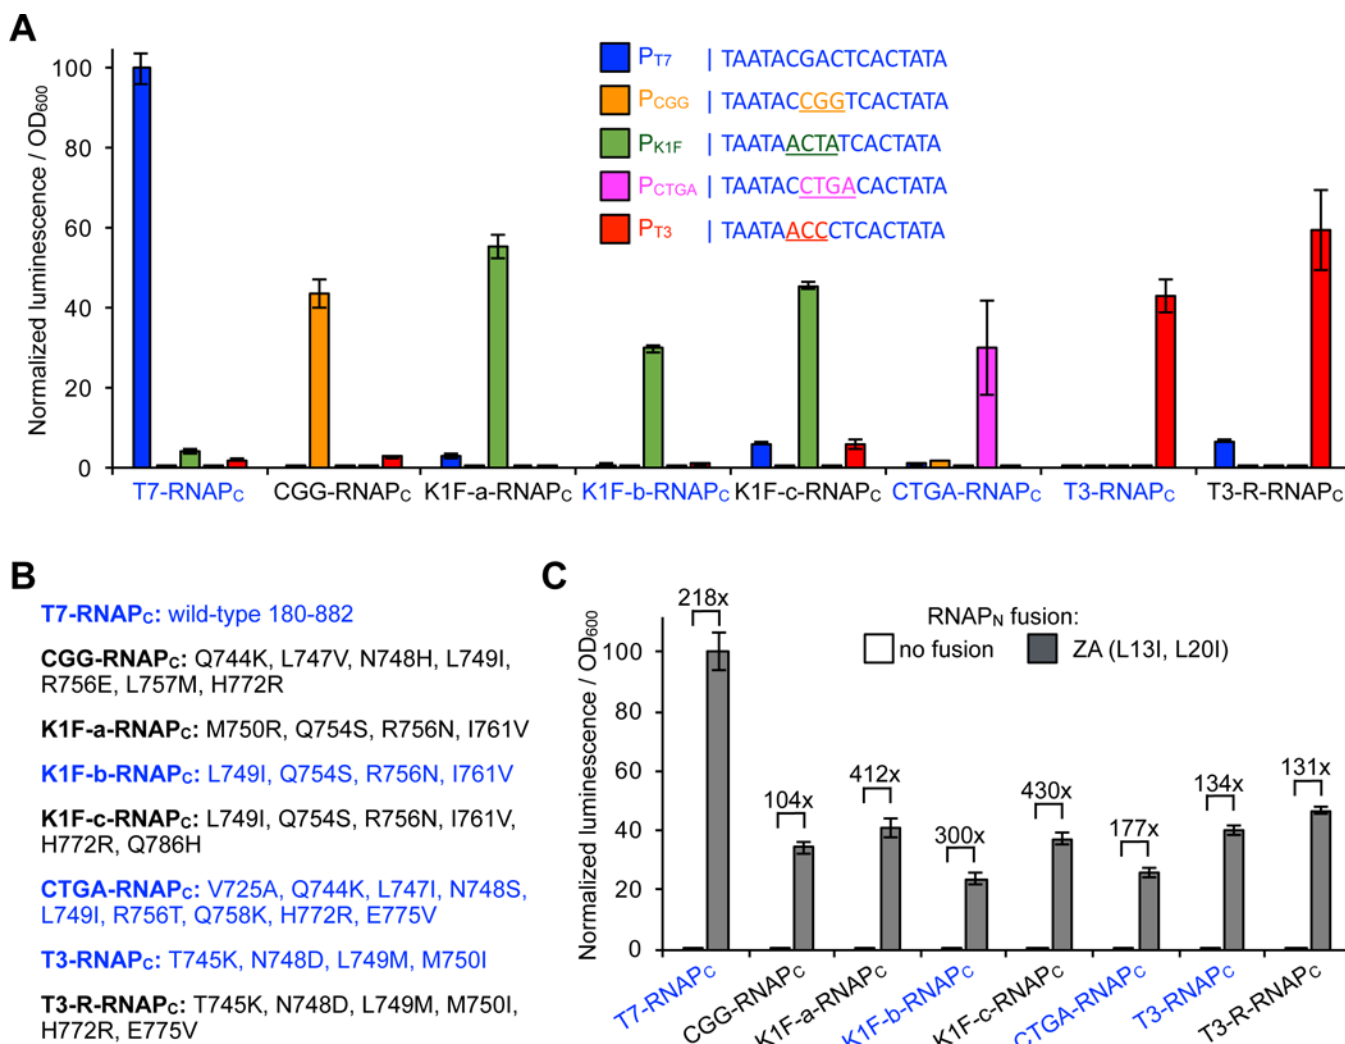 A
Normalized luminescence / OD600
100
80
60
40
20
0
PT7 | TAATACGACTCACTATA
PCGG | TAATACCGGTCACTATA
PK1F | TAATAACTATCACTATA
PCTGA | TAATACCTGACACTATA
PT3 | TAATAACCCTCACTATA
T7-RNAPC CGG-RNAPC K1F-a-RNAPC K1F-b-RNAPC K1F-c-RNAPC CTGA-RNAPC T3-RNAPC T3-R-RNAPC
B
T7-RNAPC: wild-type 180-882
CGG-RNAPC: Q744K, L747V, N748H, L749I,
R756E, L757M, H772R
K1F-a-RNAPC: M750R, Q754S, R756N, I761V
K1F-b-RNAPC: L749I, Q754S, R756N, I761V
K1F-c-RNAPC: L749I, Q754S, R756N, I761V,
H772R, Q786H
CTGA-RNAPC: V725A, Q744K, L747I, N748S,
L749I, R756T, Q758K, H772R, E775V
T3-RNAPC: T745K, N748D, L749M, M750I
T3-R-RNAPC: T745K, N748D, L749M, M750I,
H772R, E775V
C
Normalized luminescence / OD600
100
80
60
40
20
0
RNAPN fusion:
no fusion ZA (L13I, L20I)
218x
104x
412x
300x
430x
177x
134x
131x
T7-RNAPC
CGG-RNAPC
K1F-a-RNAPC
K1F-b-RNAPC
K1F-c-RNAPC
CTGA-RNAPC
T3-RNAPC
T3-R-RNAPC